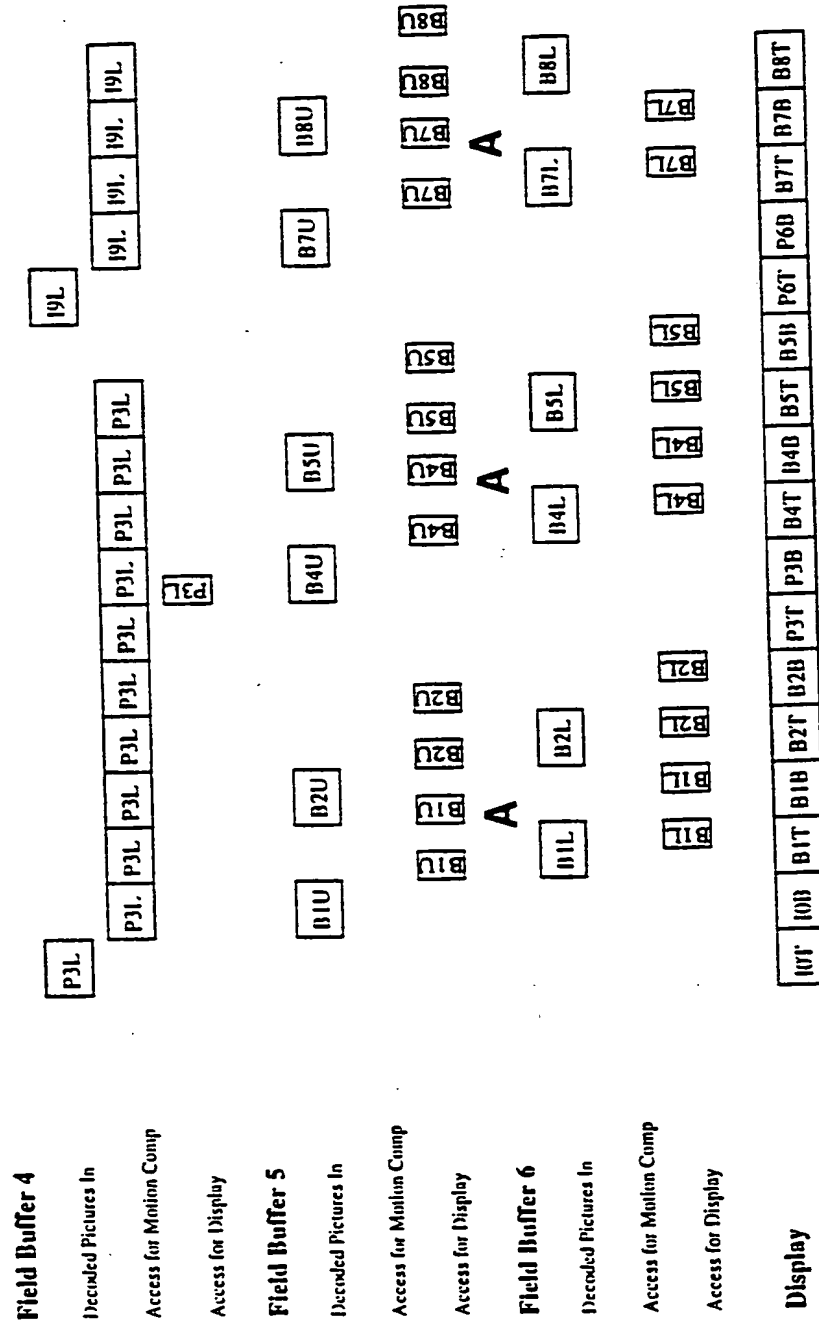 Field Buffer 4
Decoded Pictures In
P3L I9L
Access for Motion Comp
P3L P3L P3L P3L P3L P3L P3L P3L P3L P3L I9L I9L I9L I9L
Access for Display
P3L
Field Buffer 5
Decoded Pictures In
B1U B2U B4U B5U B7U B8U
Access for Motion Comp
Access for Display
B1U B1U B2U B2U B4U B4U B5U B5U B7U B7U B8U B8U
A A A
Field Buffer 6
Decoded Pictures In
B1L B2L B4L B5L B7L B8L
Access for Motion Comp
Access for Display
B1L B1L B2L B2L B4L B4L B5L B5L B7L B7L
Display
I0T I0B B1T B1B B2T B2B P3T P3B B4T B4B B5T B5B P6T P6B B7T B7B B8T